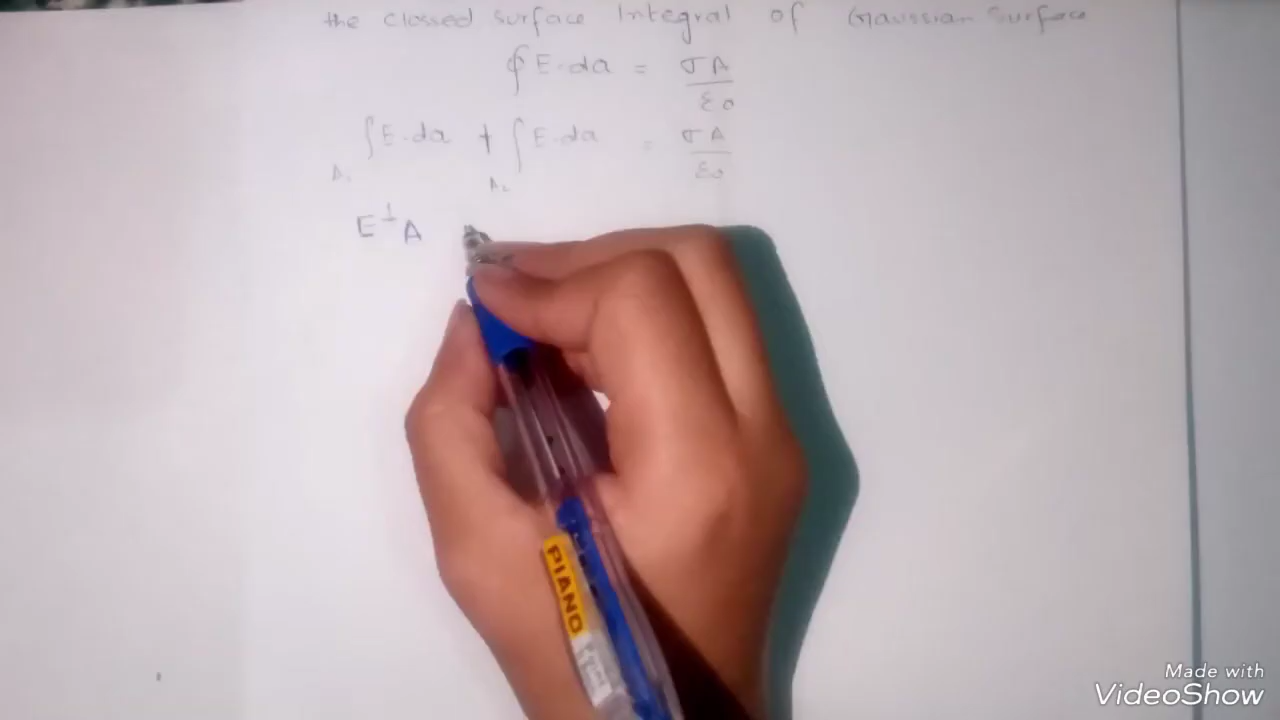 the Clossed surface Integral of Gaussian Surface
∮ E·da = σA/ε₀
∫ E·da + ∫ E·da = σA/ε₀
A₁ A₂
E⊥A
PIANO
Made with
VideoShow